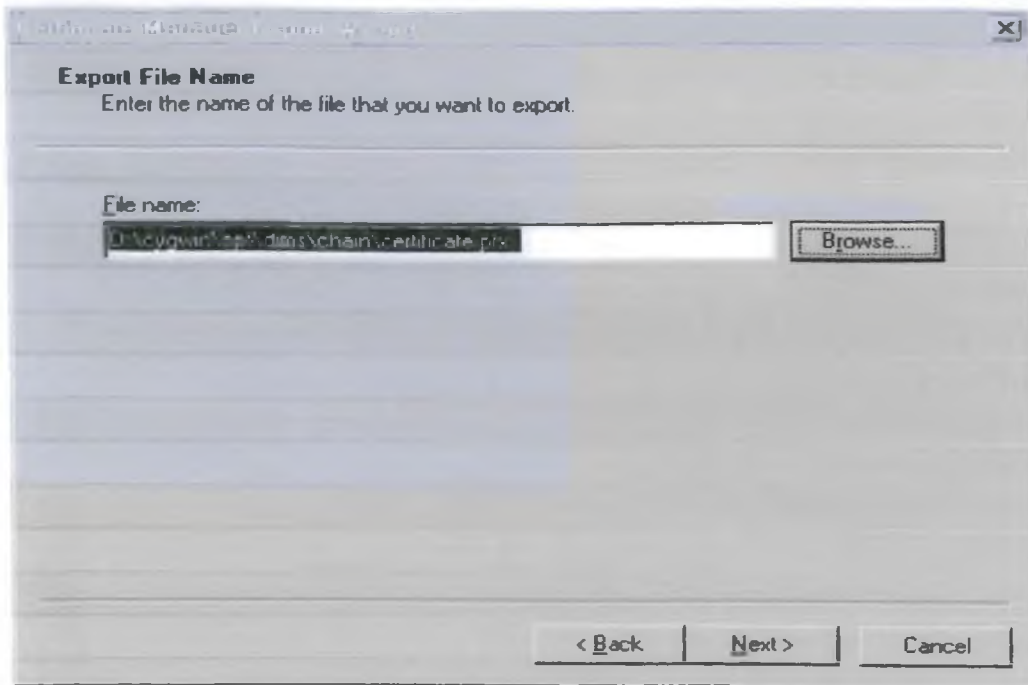 Export File Name
Enter the name of the file that you want to export.
File name:
Browse...
< Back
Next >
Cancel